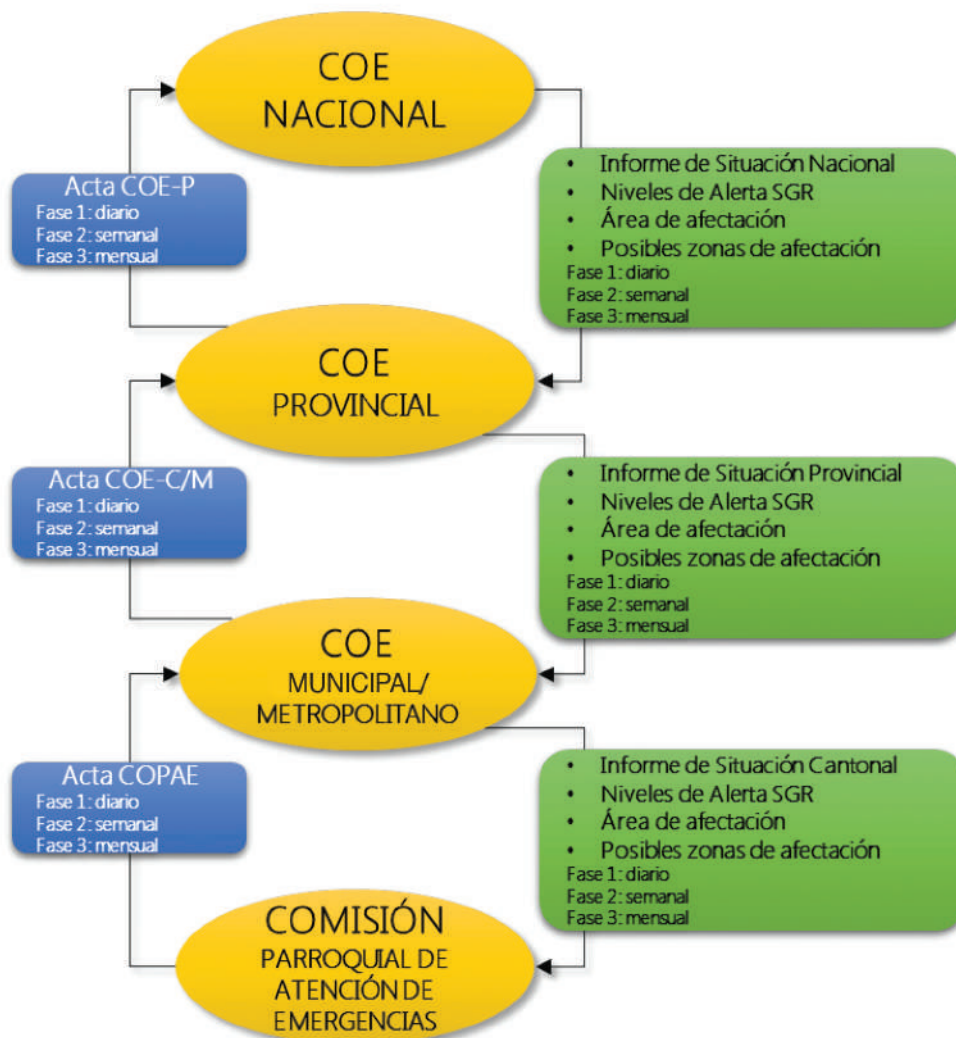 COE
NACIONAL
Acta COE-P
Fase 1: diario
Fase 2: semanal
Fase 3: mensual
• Informe de Situación Nacional
• Niveles de Alerta SGR
• Área de afectación
• Posibles zonas de afectación
Fase 1: diario
Fase 2: semanal
Fase 3: mensual
COE
PROVINCIAL
Acta COE-C/M
Fase 1: diario
Fase 2: semanal
Fase 3: mensual
• Informe de Situación Provincial
• Niveles de Alerta SGR
• Área de afectación
• Posibles zonas de afectación
Fase 1: diario
Fase 2: semanal
Fase 3: mensual
COE
MUNICIPAL/
METROPOLITANO
Acta COPAE
Fase 1: diario
Fase 2: semanal
Fase 3: mensual
• Informe de Situación Cantonal
• Niveles de Alerta SGR
• Área de afectación
• Posibles zonas de afectación
Fase 1: diario
Fase 2: semanal
Fase 3: mensual
COMISIÓN
PARROQUIAL DE
ATENCIÓN DE
EMERGENCIAS